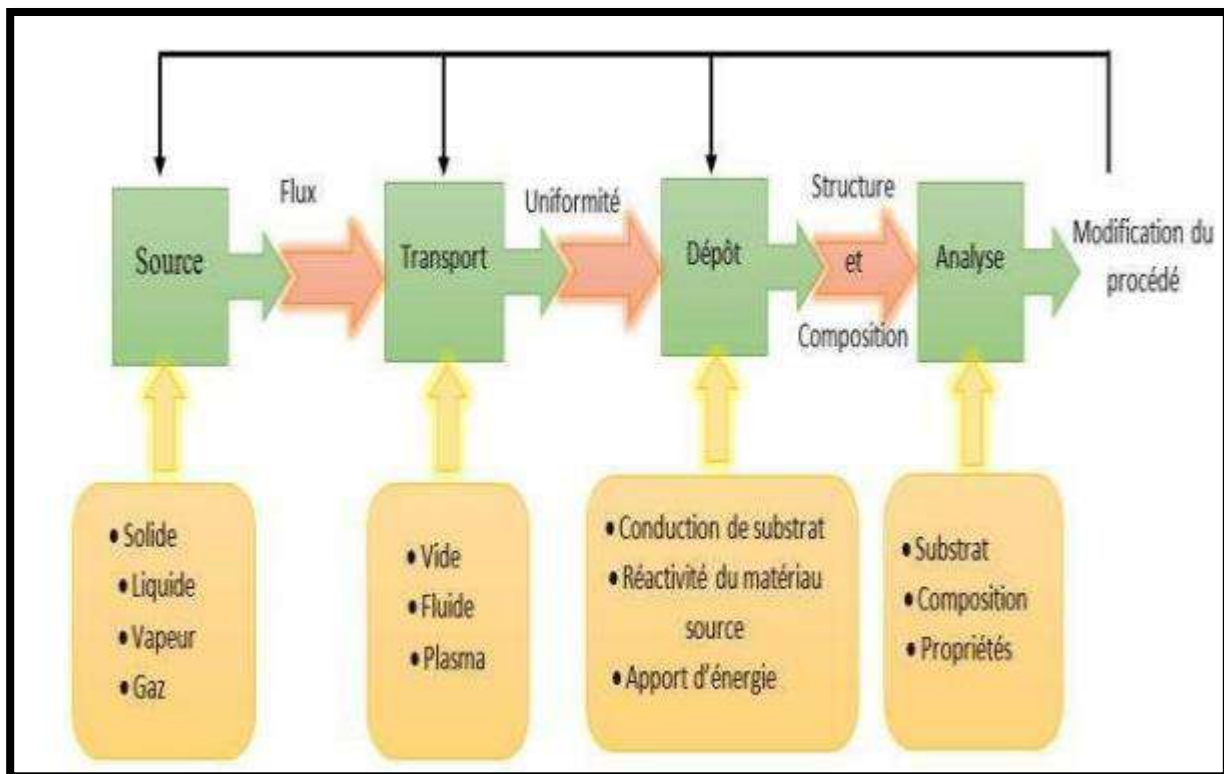 Source
Flux
Transport
Uniformité
Dépôt
Structure
et
Composition
Analyse
Modification du
procédé
• Solide
• Liquide
• Vapeur
• Gaz
• Vide
• Fluide
• Plasma
• Conduction de substrat
• Réactivité du matériau
source
• Apport d'énergie
• Substrat
• Composition
• Propriétés